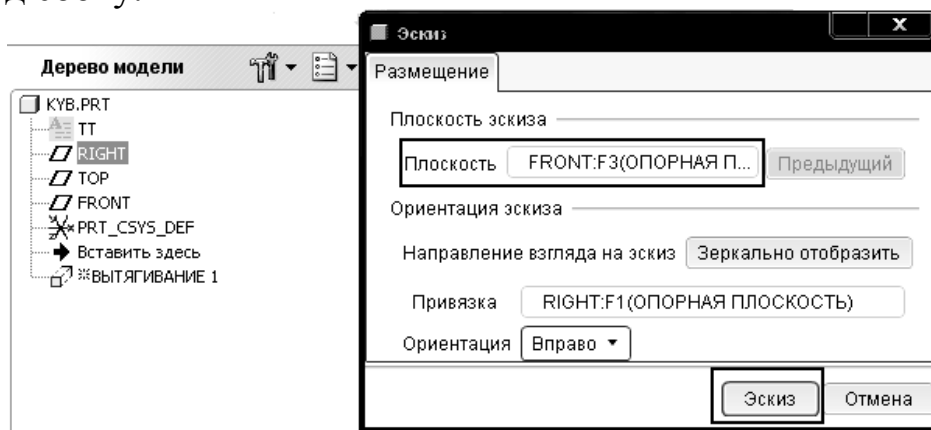 Эскиз
X
Дерево модели
Размещение
KYB.PRT
TT
RIGHT
TOP
FRONT
PRT_CSYS_DEF
Вставить здесь
ВЫТЯГИВАНИЕ 1
Плоскость эскиза
Плоскость FRONT:F3(ОПОРНАЯ П... Предыдущий
Ориентация эскиза
Направление взгляда на эскиз Зеркально отобразить
Привязка RIGHT:F1(ОПОРНАЯ ПЛОСКОСТЬ)
Ориентация Вправо
Эскиз Отмена